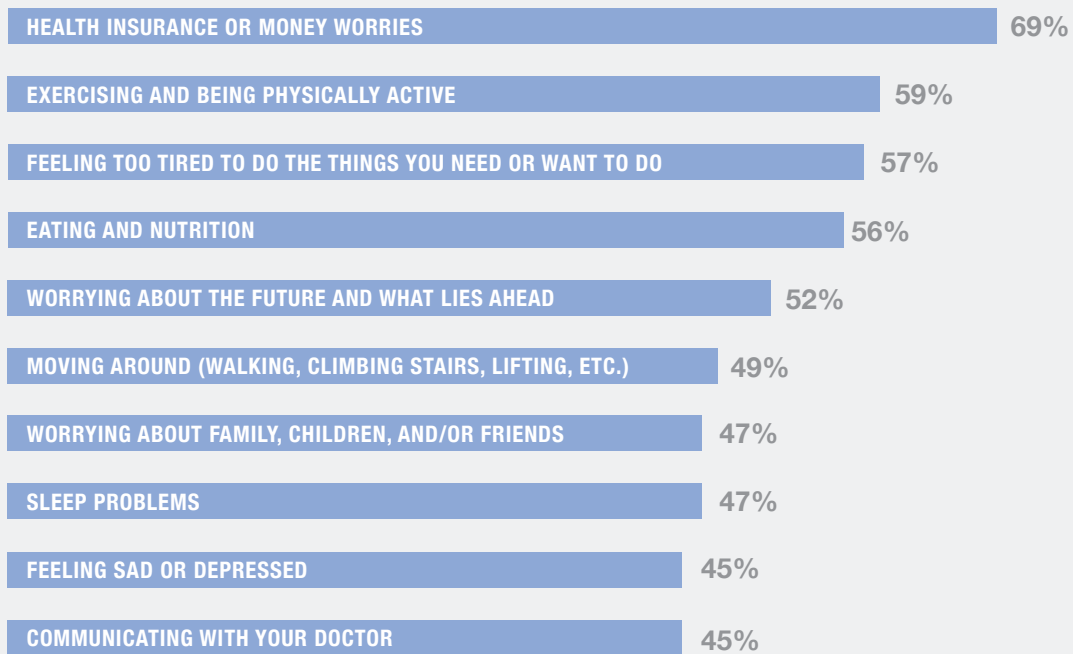 HEALTH INSURANCE OR MONEY WORRIES 69%
EXERCISING AND BEING PHYSICALLY ACTIVE 59%
FEELING TOO TIRED TO DO THE THINGS YOU NEED OR WANT TO DO 57%
EATING AND NUTRITION 56%
WORRYING ABOUT THE FUTURE AND WHAT LIES AHEAD 52%
MOVING AROUND (WALKING, CLIMBING STAIRS, LIFTING, ETC.) 49%
WORRYING ABOUT FAMILY, CHILDREN, AND/OR FRIENDS 47%
SLEEP PROBLEMS 47%
FEELING SAD OR DEPRESSED 45%
COMMUNICATING WITH YOUR DOCTOR 45%